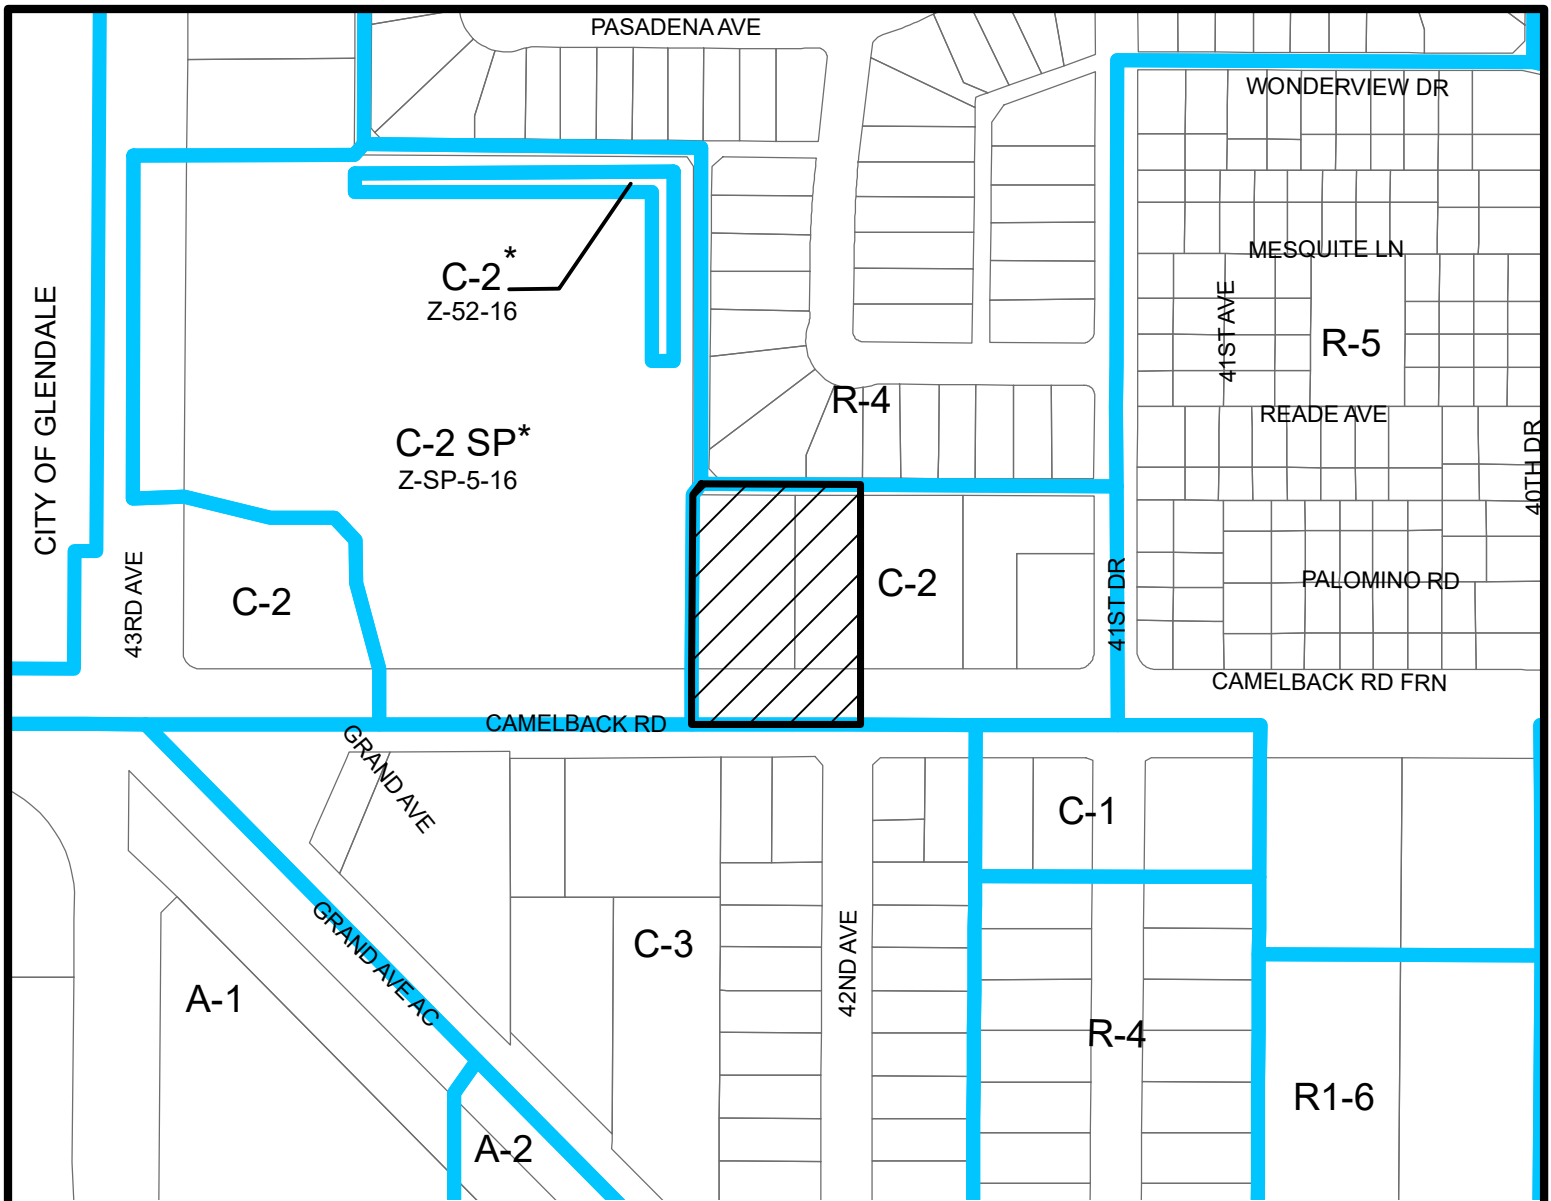 PASADENA AVE
WONDERVIEW DR
MESQUITE LN
C-2*
Z-52-16
CITY OF GLENDALE
41ST AVE
R-5
R-4
READE AVE
C-2 SP*
Z-SP-5-16
40TH DR
43RD AVE
C-2
C-2
41ST DR
PALOMINO RD
CAMELBACK RD FRN
CAMELBACK RD
GRAND AVE
C-1
GRAND AVE AC
C-3
42ND AVE
A-1
R-4
R1-6
A-2